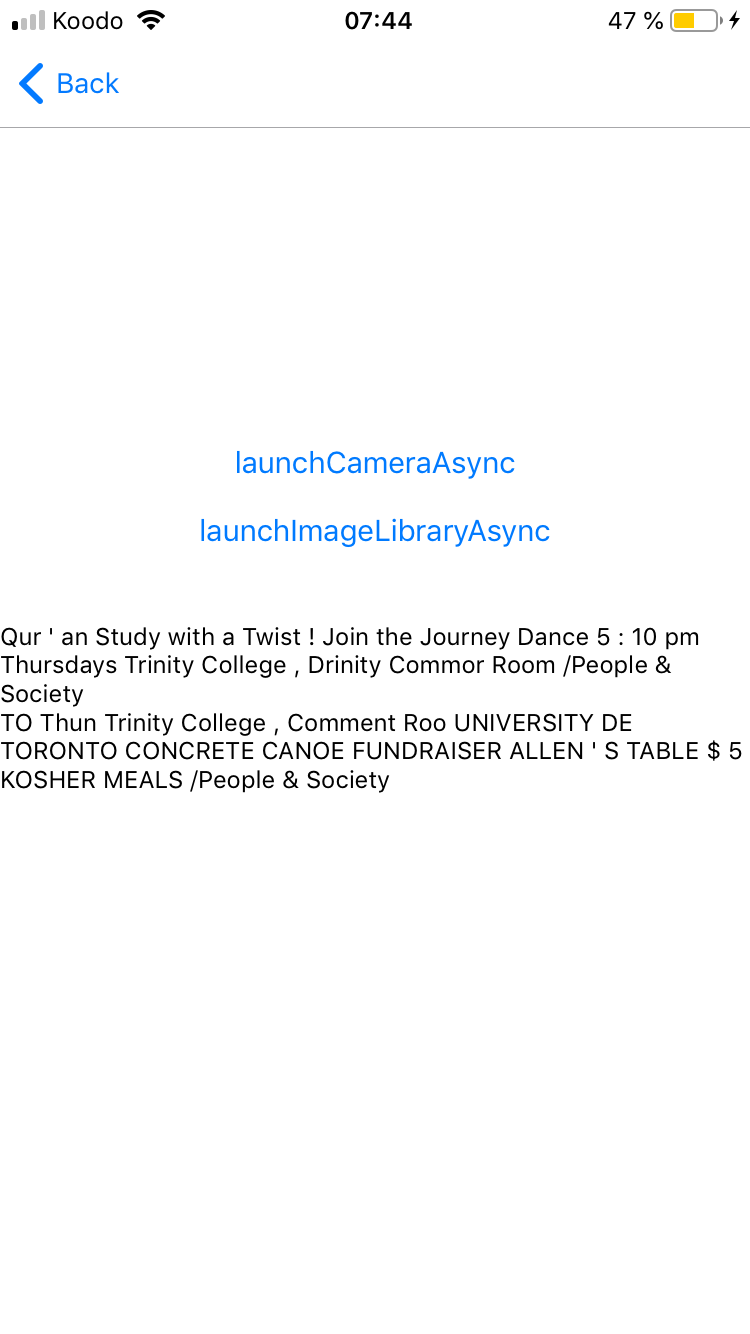 Koodo 07:44 47 %
Back
launchCameraAsync
launchImageLibraryAsync
Qur ' an Study with a Twist ! Join the Journey Dance 5 : 10 pm
Thursdays Trinity College , Drinity Commor Room /People &
Society
TO Thun Trinity College , Comment Roo UNIVERSITY DE
TORONTO CONCRETE CANOE FUNDRAISER ALLEN ' S TABLE $ 5
KOSHER MEALS /People & Society